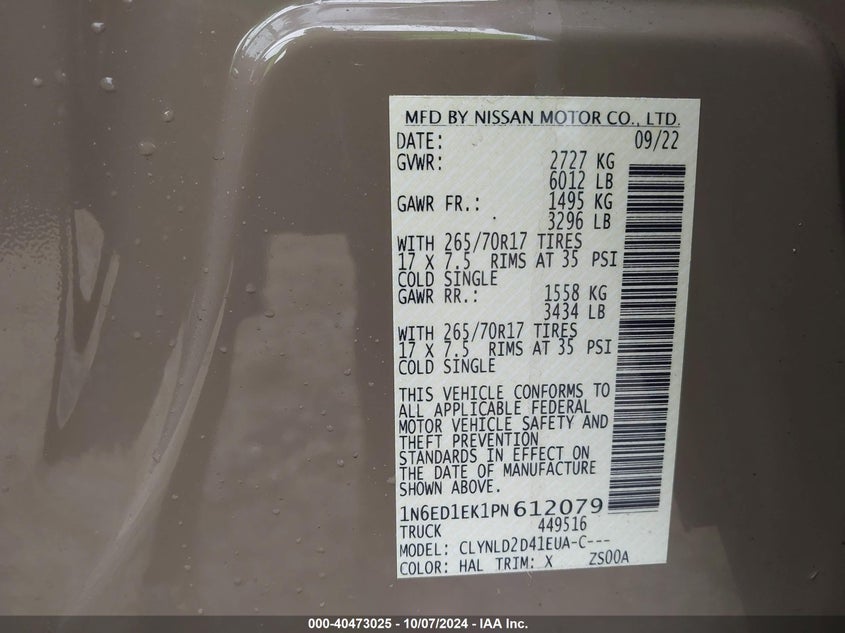 MFD BY NISSAN MOTOR CO., LTD.
DATE: 09/22
GVWR: 2727 KG
6012 LB
GAWR FR.: 1495 KG
3296 LB
WITH 265/70R17 TIRES
17 X 7.5 RIMS AT 35 PSI
COLD SINGLE
GAWR RR.: 1558 KG
3434 LB
WITH 265/70R17 TIRES
17 X 7.5 RIMS AT 35 PSI
COLD SINGLE
THIS VEHICLE CONFORMS TO
ALL APPLICABLE FEDERAL
MOTOR VEHICLE SAFETY AND
THEFT PREVENTION
STANDARDS IN EFFECT ON
THE DATE OF MANUFACTURE
SHOWN ABOVE.
1N6ED1EK1PN612079
TRUCK 449516
MODEL: CLYNLD2D41EUA-C---
COLOR: HAL TRIM: X ZS00A
000-40473025 - 10/07/2024 - IAA Inc.